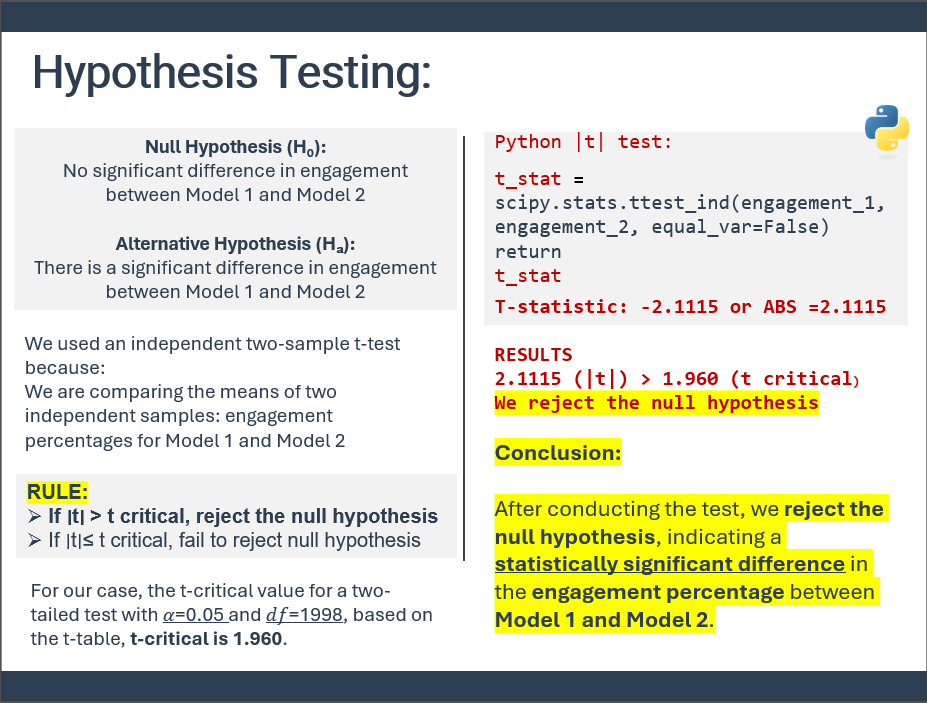 Hypothesis Testing:
Null Hypothesis (H₀):
No significant difference in engagement
between Model 1 and Model 2
Alternative Hypothesis (Hₐ):
There is a significant difference in engagement
between Model 1 and Model 2
We used an independent two-sample t-test
because:
We are comparing the means of two
independent samples: engagement
percentages for Model 1 and Model 2
RULE:
➢ If |t| > t critical, reject the null hypothesis
➢ If |t|≤ t critical, fail to reject null hypothesis
For our case, the t-critical value for a two-
tailed test with 𝛼=0.05 and 𝑑𝑓=1998, based on
the t-table, t-critical is 1.960.
Python |t| test:
t_stat =
scipy.stats.ttest_ind(engagement_1,
engagement_2, equal_var=False)
return
t_stat
T-statistic: -2.1115 or ABS =2.1115
RESULTS
2.1115 (|t|) > 1.960 (t critical)
We reject the null hypothesis
Conclusion:
After conducting the test, we reject the
null hypothesis, indicating a
statistically significant difference in
the engagement percentage between
Model 1 and Model 2.